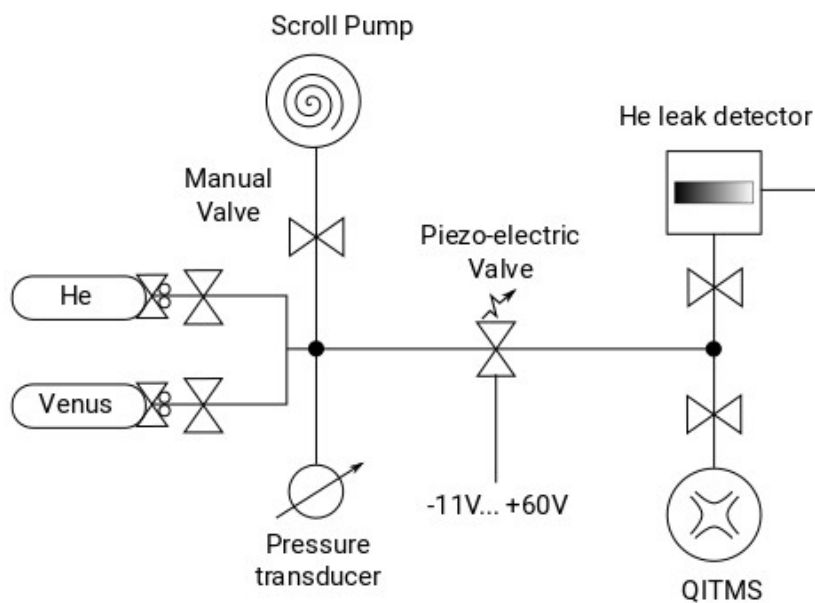 Scroll Pump
He leak detector
Manual
Valve
Piezo-electric
Valve
He
Venus
-11V... +60V
Pressure
transducer
QITMS